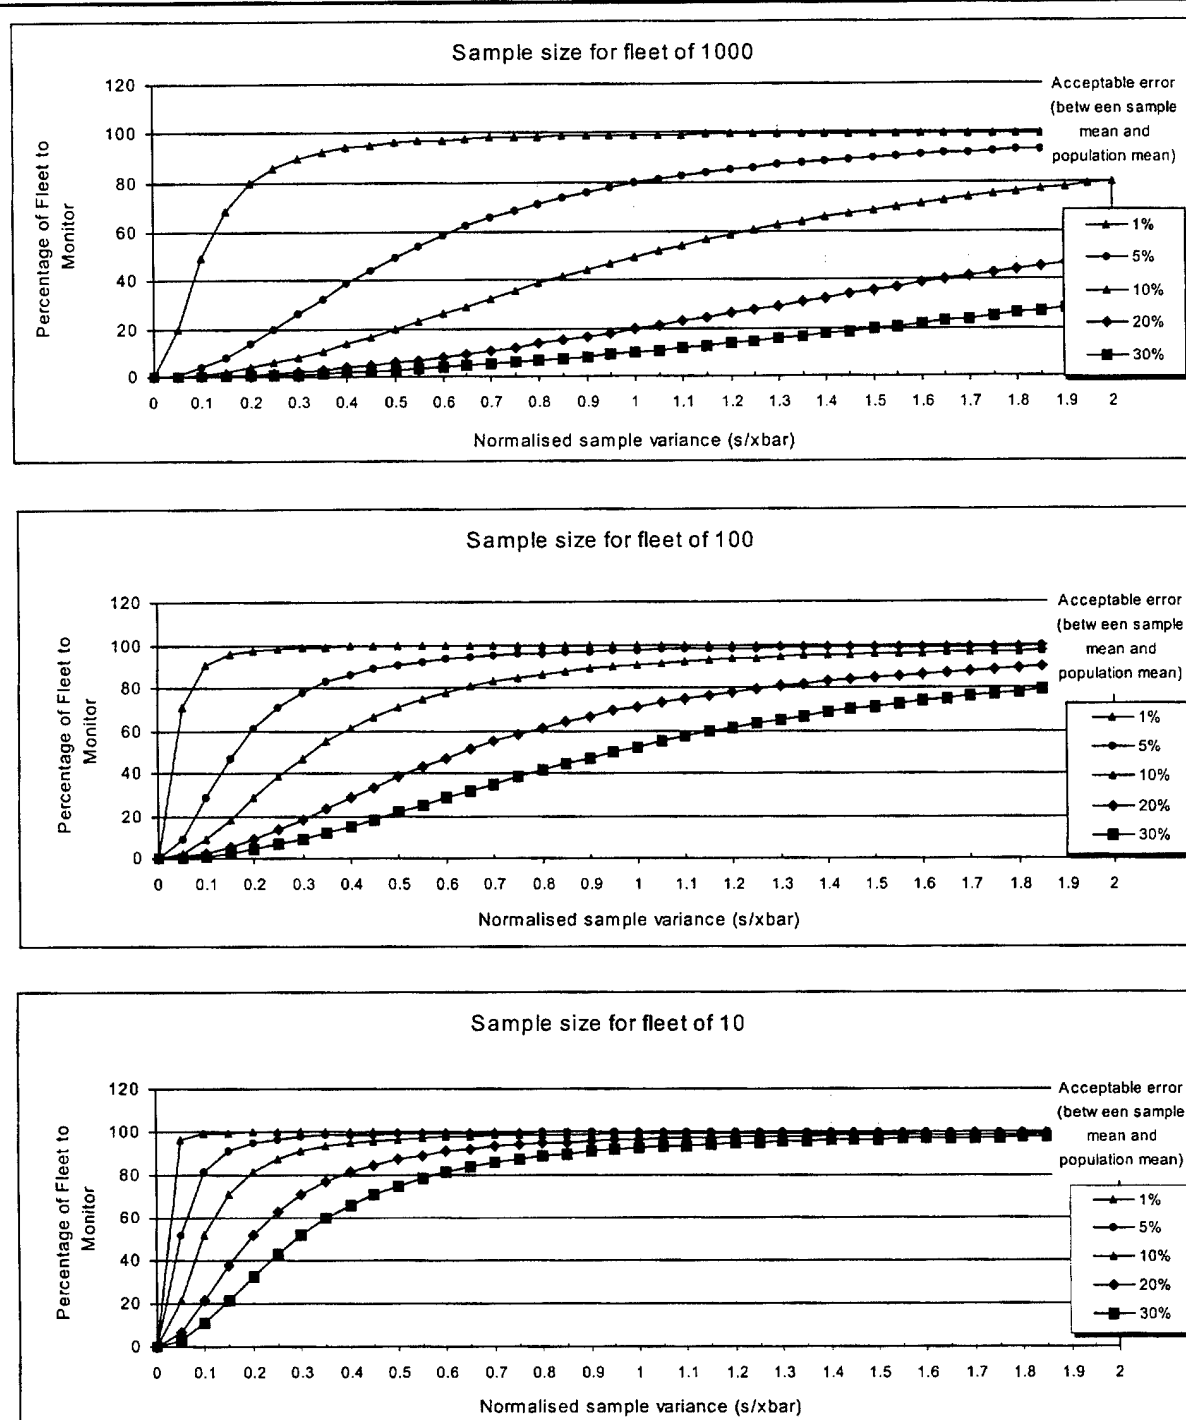 Sample size for fleet of 1000
Acceptable error
(betw een sample
mean and
population mean)
Percentage of Fleet to
Monitor
120
100
80
60
40
20
0
0 0.1 0.2 0.3 0.4 0.5 0.6 0.7 0.8 0.9 1 1.1 1.2 1.3 1.4 1.5 1.6 1.7 1.8 1.9 2
Normalised sample variance (s/xbar)
1%
5%
10%
20%
30%
Sample size for fleet of 100
Acceptable error
(betw een sample
mean and
population mean)
Percentage of Fleet to
Monitor
120
100
80
60
40
20
0
0 0.1 0.2 0.3 0.4 0.5 0.6 0.7 0.8 0.9 1 1.1 1.2 1.3 1.4 1.5 1.6 1.7 1.8 1.9 2
Normalised sample variance (s/xbar)
1%
5%
10%
20%
30%
Sample size for fleet of 10
Acceptable error
(betw een sample
mean and
population mean)
Percentage of Fleet to
Monitor
120
100
80
60
40
20
0
0 0.1 0.2 0.3 0.4 0.5 0.6 0.7 0.8 0.9 1 1.1 1.2 1.3 1.4 1.5 1.6 1.7 1.8 1.9 2
Normalised sample variance (s/xbar)
1%
5%
10%
20%
30%